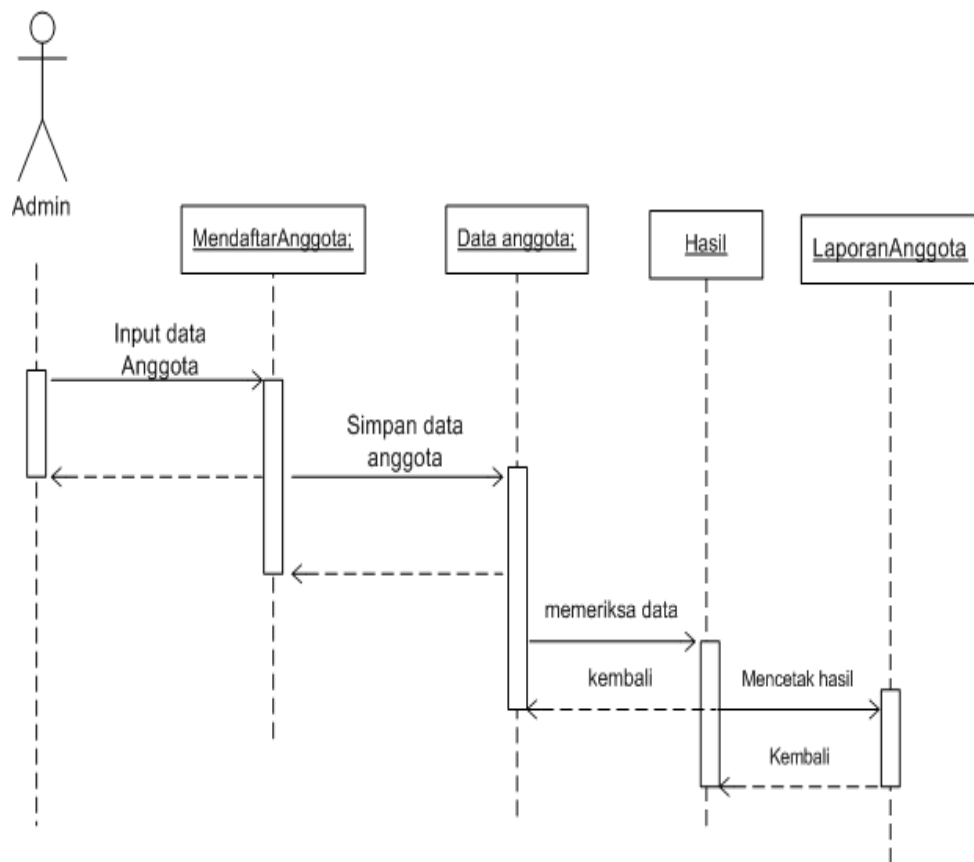 Admin
MendaftarAnggota;
Data anggota;
Hasil
LaporanAnggota
Input data
Anggota
Simpan data
anggota
memeriksa data
kembali
Mencetak hasil
Kembali